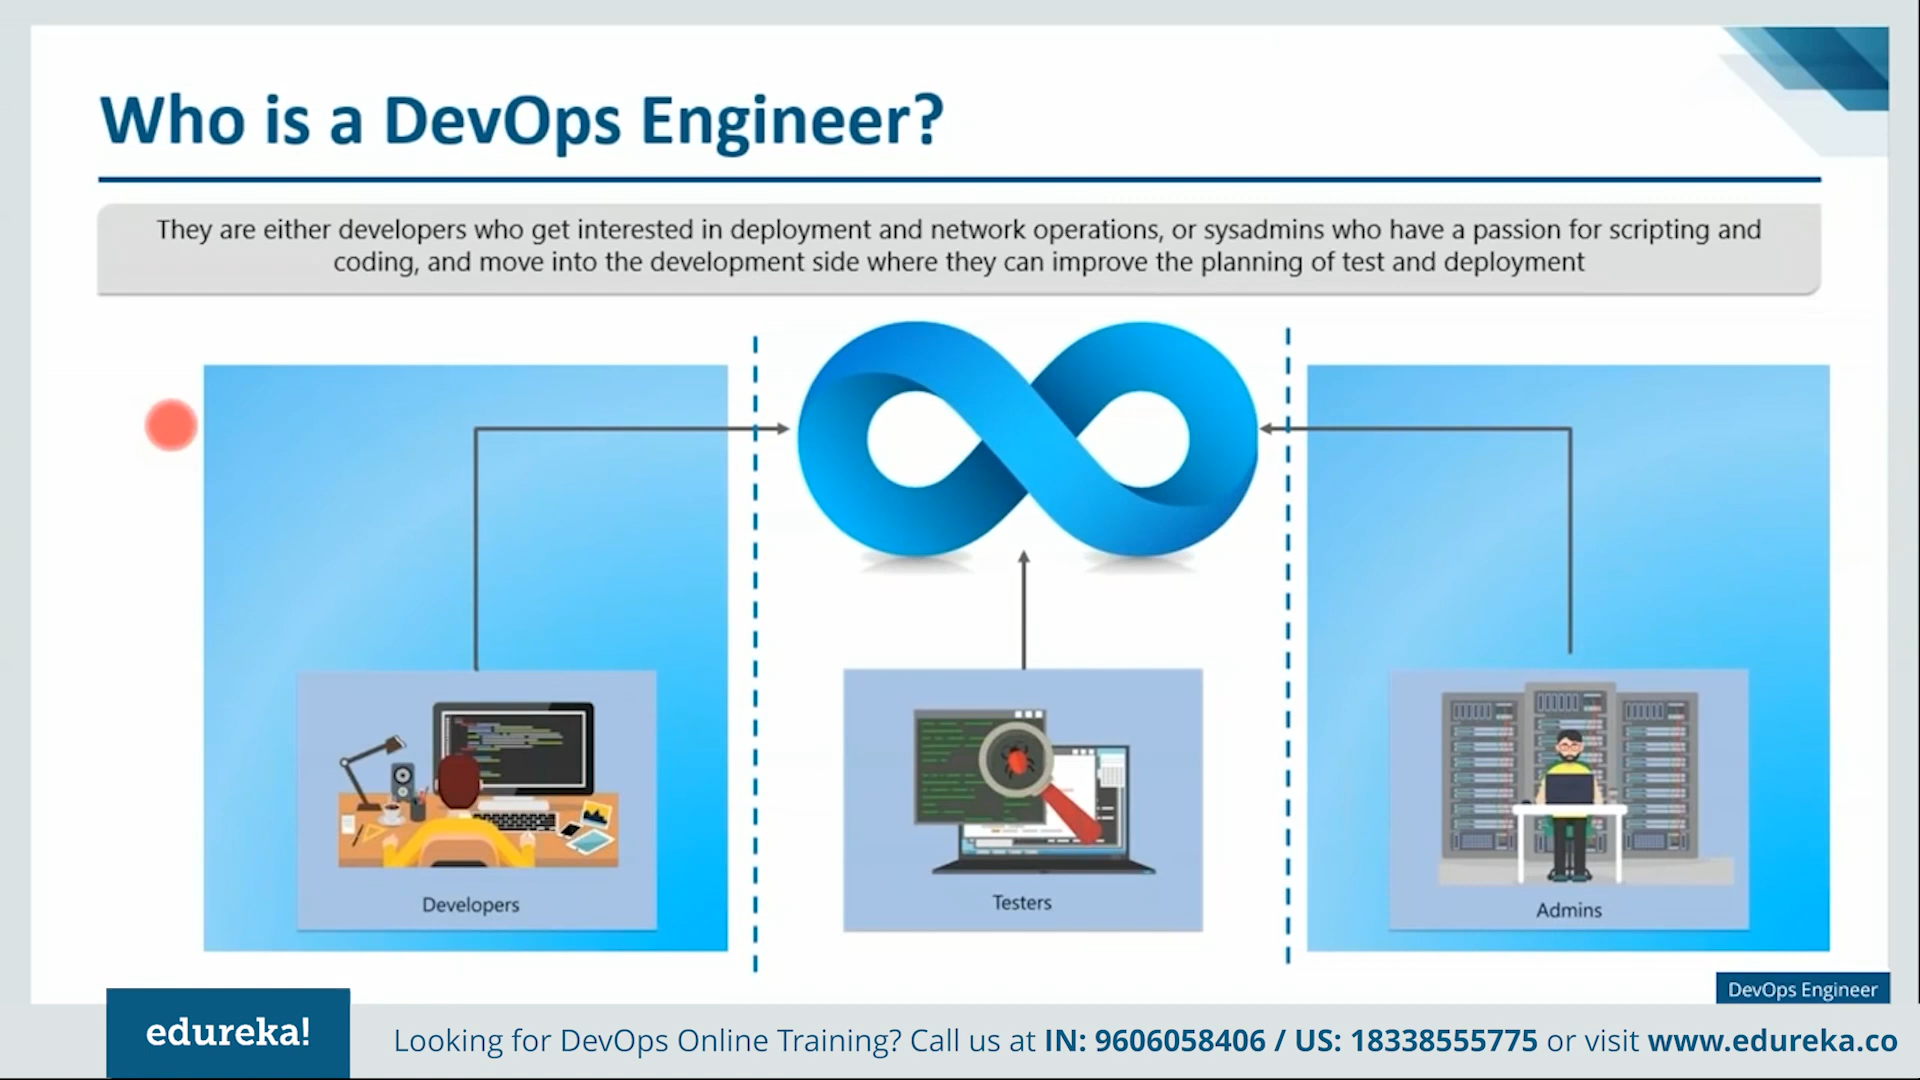 Who is a DevOps Engineer?
They are either developers who get interested in deployment and network operations, or sysadmins who have a passion for scripting and
coding, and move into the development side where they can improve the planning of test and deployment
Developers
Testers
Admins
DevOps Engineer
edureka!
Looking for DevOps Online Training? Call us at IN: 9606058406 / US: 18338555775 or visit www.edureka.co